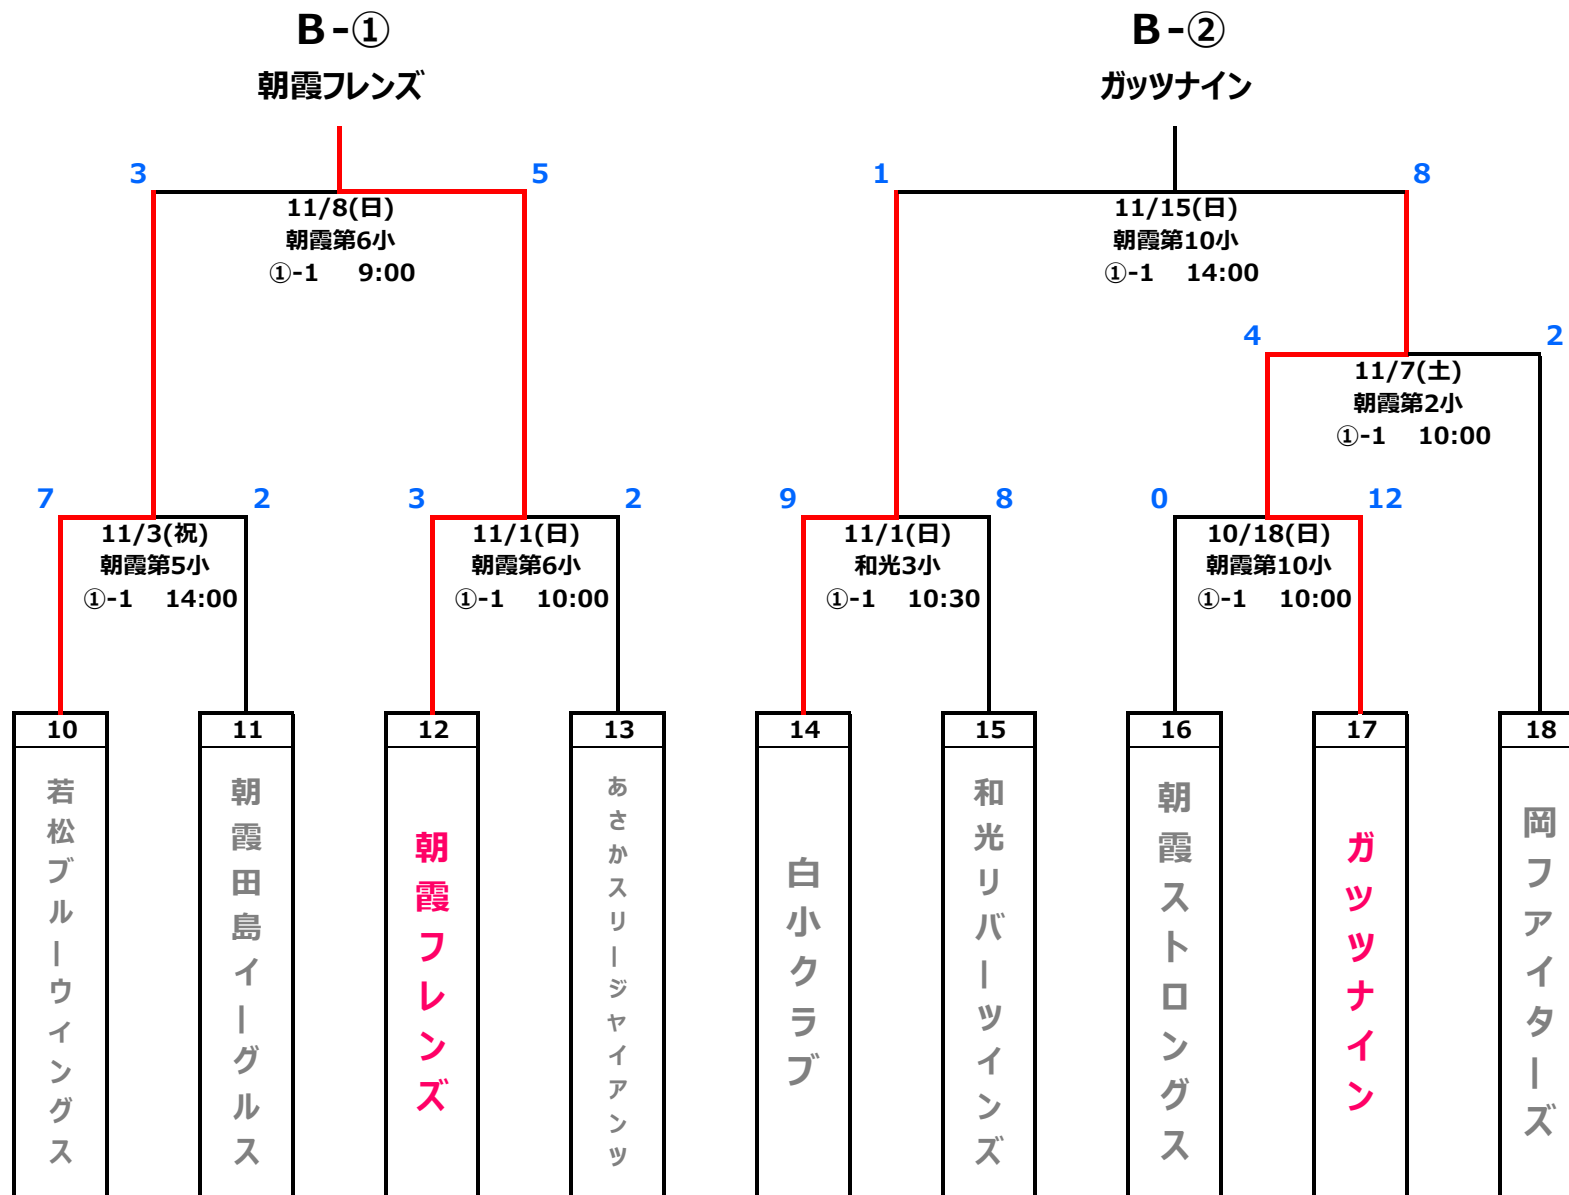 B-①
朝霞フレンズ
B-②
ガッツナイン
3
5
11/8(日)
朝霞第6小
①-1 9:00
1
8
11/15(日)
朝霞第10小
①-1 14:00
4
2
11/7(土)
朝霞第2小
①-1 10:00
7
2
11/3(祝)
朝霞第5小
①-1 14:00
3
2
11/1(日)
朝霞第6小
①-1 10:00
9
8
11/1(日)
和光3小
①-1 10:30
0
12
10/18(日)
朝霞第10小
①-1 10:00
10
若松ブルーウィングス
11
朝霞田島イーグルス
12
朝霞フレンズ
13
あさかスリージャイアンツ
14
白小クラブ
15
和光リバーツインズ
16
朝霞ストロングス
17
ガッツナイン
18
岡ファイターズ